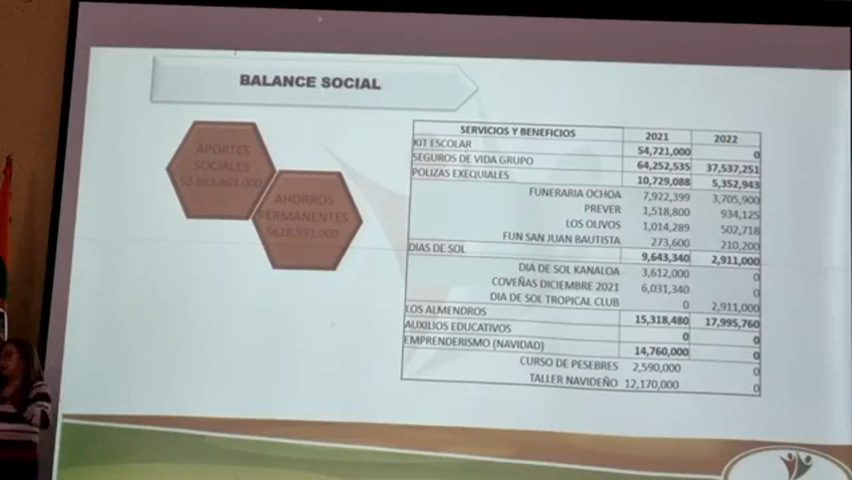 BALANCE SOCIAL
APORTES
SOCIALES
AHORROS
PERMANENTES
$628.591.000
SERVICIOS Y BENEFICIOS 2021 2022
KIT ESCOLAR 54,721,000 0
SEGUROS DE VIDA GRUPO 64,252,535 37,537,251
POLIZAS EXEQUIALES 10,729,088 5,352,943
FUNERARIA OCHOA 7,922,399 3,705,900
PREVER 1,518,800 934,125
LOS OLIVOS 1,014,289 502,718
FUN SAN JUAN BAUTISTA 273,600 210,200
DIAS DE SOL 9,643,340 2,911,000
DIA DE SOL KANALOA 3,612,000 0
COVEÑAS DICIEMBRE 2021 6,031,340 0
DIA DE SOL TROPICAL CLUB 0 2,911,000
LOS ALMENDROS 15,318,480 17,995,760
AUXILIOS EDUCATIVOS 0 0
EMPRENDERISMO (NAVIDAD) 14,760,000 0
CURSO DE PESEBRES 2,590,000 0
TALLER NAVIDEÑO 12,170,000 0